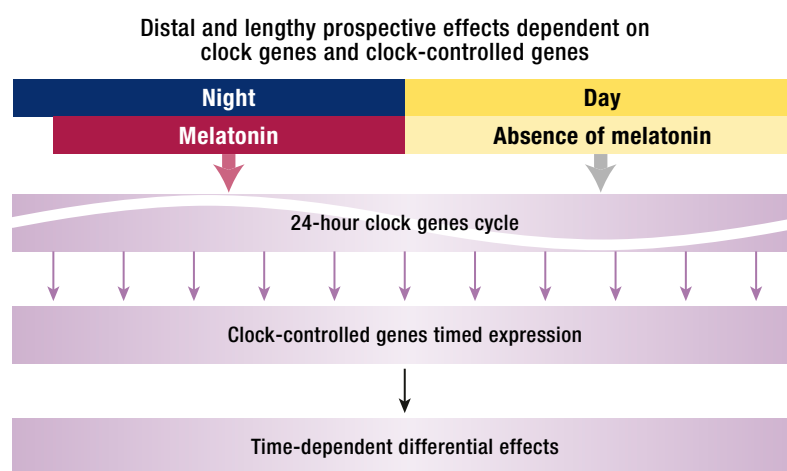 Distal and lengthy prospective effects dependent on
clock genes and clock-controlled genes
Night
Day
Melatonin
Absence of melatonin
24-hour clock genes cycle
Clock-controlled genes timed expression
Time-dependent differential effects